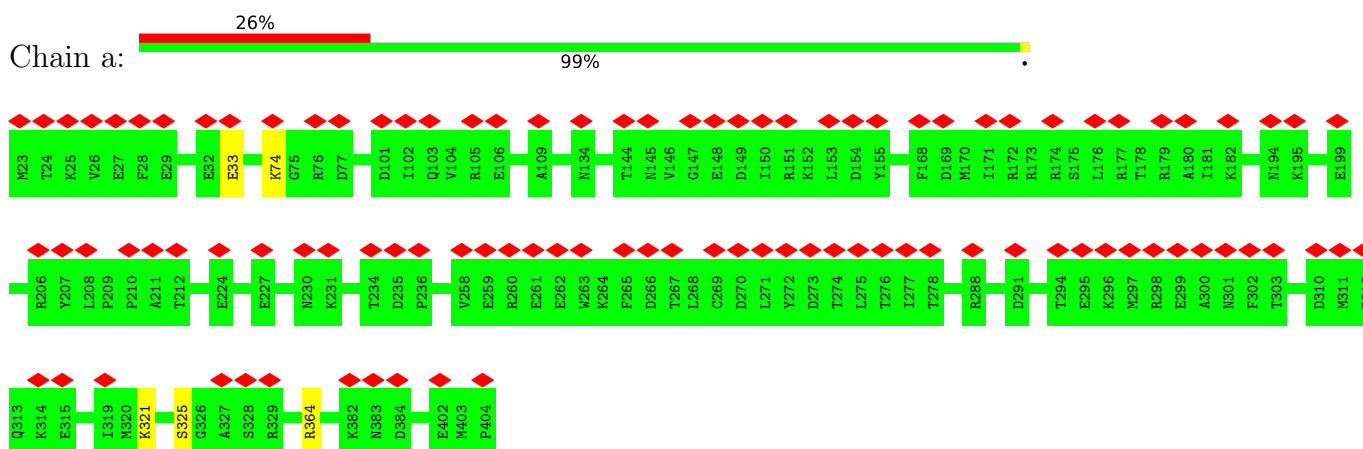 26%
Chain a:
99%
.
M23 T24 K25 V26 E27 F28 E29 E32 E33 K74 G75 R76 D77 D101 I102 Q103 V104 R105 E106 A109 N134 T144 N145 V146 G147 E148 D149 I150 R151 K152 L153 D154 Y155 F168 D169 M170 I171 R172 R173 R174 S175 L176 R177 T178 R179 A180 I181 K182 N194 K195 E199
R206 Y207 L208 P209 P210 A211 T212 E224 E227 N230 K231 T234 D235 P236 V258 E259 R260 E261 E262 W263 K264 F265 D266 T267 L268 C269 D270 L271 Y272 D273 T274 L275 T276 I277 T278 R288 D291 T294 E295 K296 M297 R298 E299 A300 N301 F302 T303 D310 M311
Q313 K314 E315 I319 M320 K321 S325 G326 A327 S328 R329 R364 K382 N383 D384 E402 M403 P404